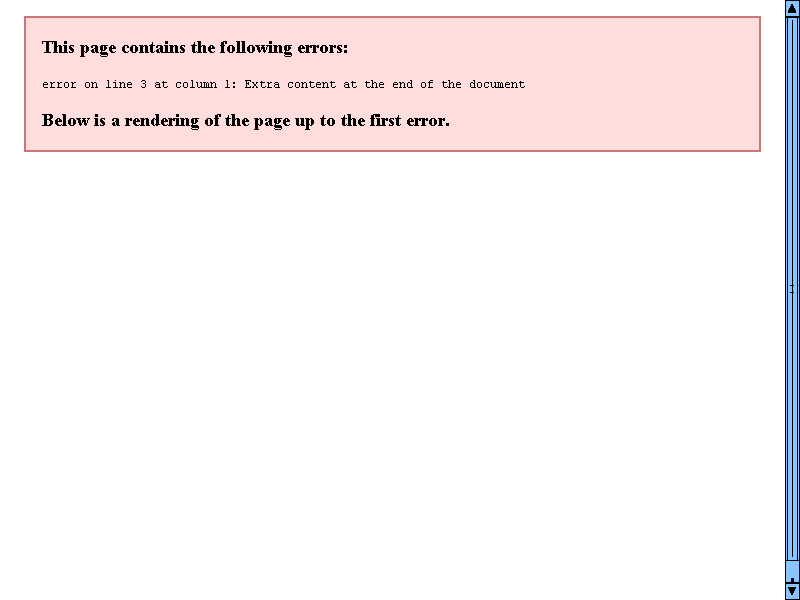 This page contains the following errors:
error on line 3 at column 1: Extra content at the end of the document
Below is a rendering of the page up to the first error.